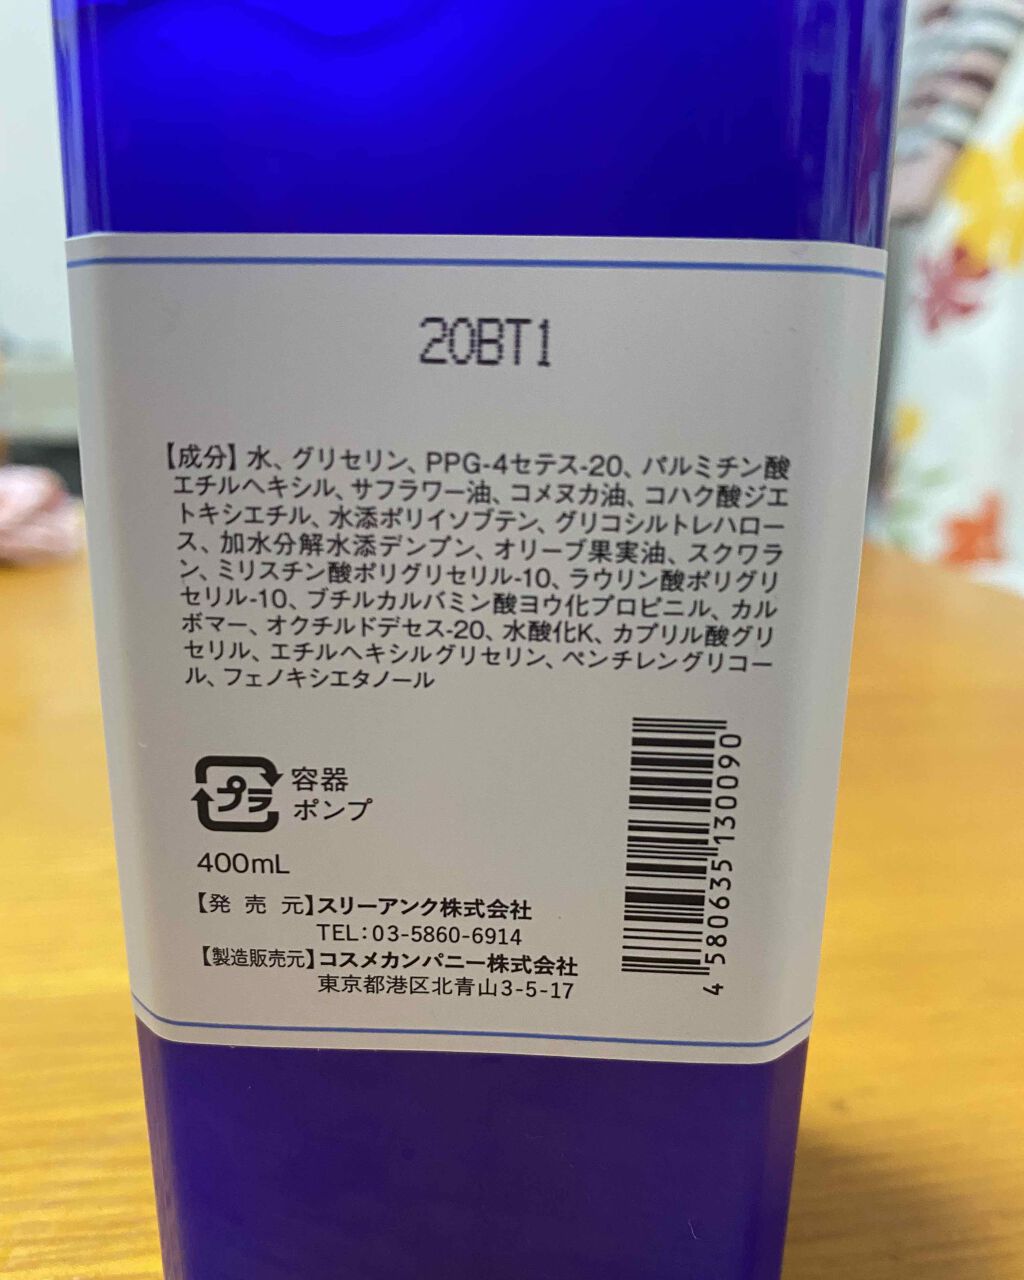 20BT1
【成分】水、グリセリン、PPG-4セテス-20、パルミチン酸
エチルヘキシル、サフラワー油、コメヌカ油、コハク酸ジエ
トキシエチル、水添ポリイソブテン、グリコシルトレハロー
ス、加水分解水添デンプン、オリーブ果実油、スクワラ
ン、ミリスチン酸ポリグリセリル-10、ラウリン酸ポリグリ
セリル-10、ブチルカルバミン酸ヨウ化プロピニル、カル
ボマー、オクチルドデセス-20、水酸化K、カプリル酸グリ
セリル、エチルヘキシルグリセリン、ペンチレングリコー
ル、フェノキシエタノール
プラ 容器
ポンプ
400mL
【発売元】スリーアンク株式会社
TEL:03-5860-6914
【製造販売元】コスメカンパニー株式会社
東京都港区北青山3-5-17
4 580635 130090